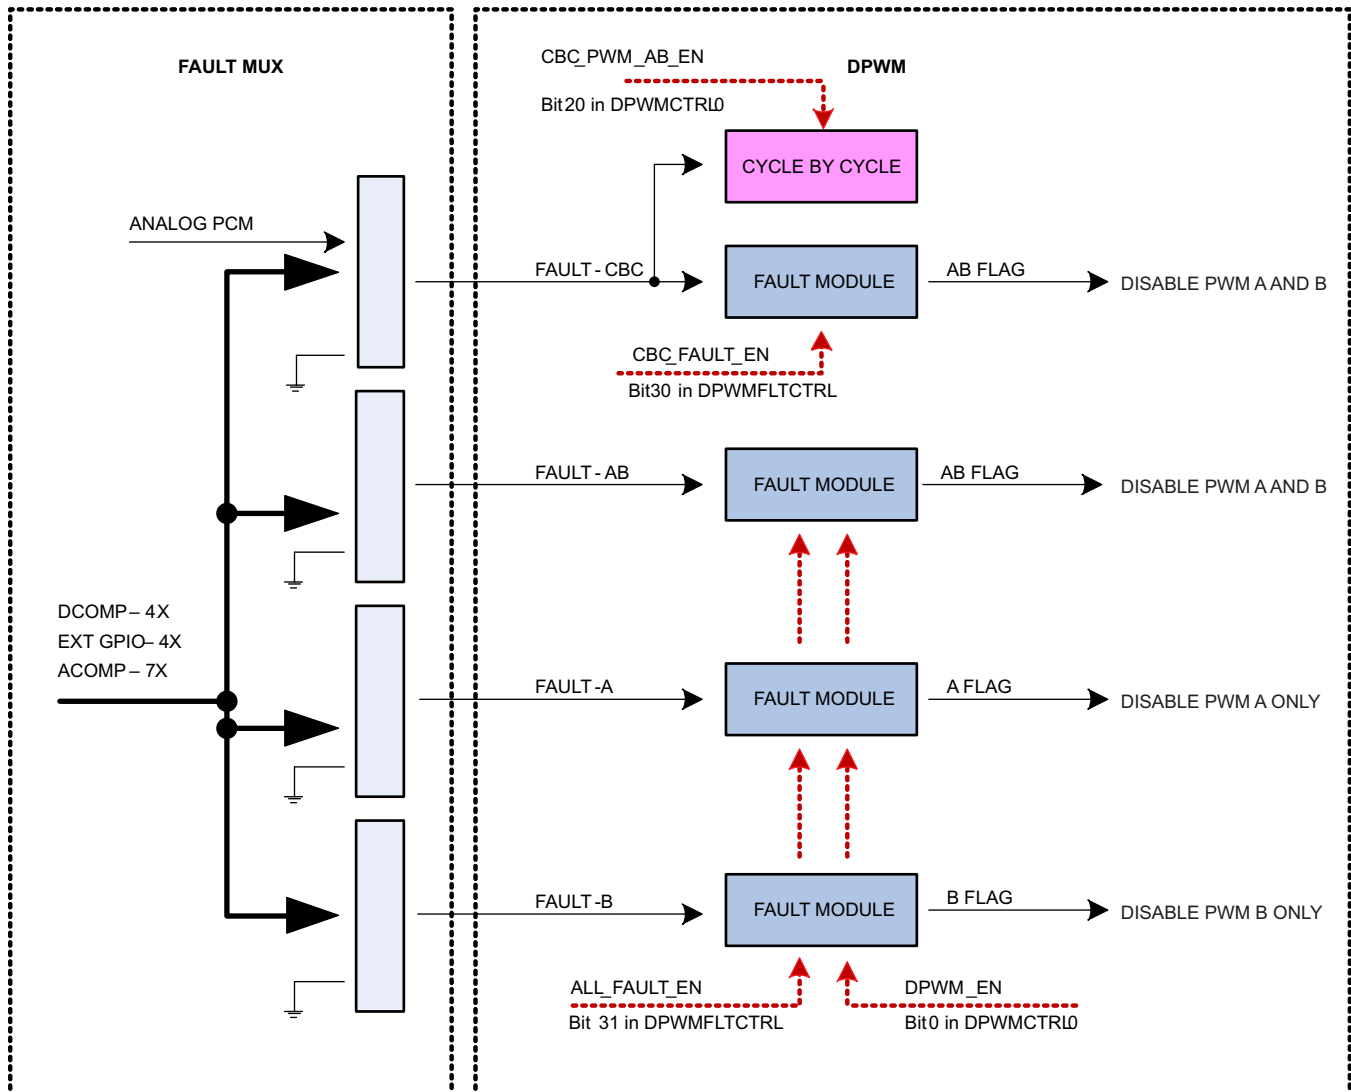 FAULT MUX
CBC_PWM_AB_EN
DPWM
Bit20 in DPWMCTRL0
CYCLE BY CYCLE
ANALOG PCM
FAULT - CBC
FAULT MODULE
AB FLAG
DISABLE PWM A AND B
CBC_FAULT_EN
Bit30 in DPWMFLTCTRL
FAULT - AB
FAULT MODULE
AB FLAG
DISABLE PWM A AND B
DCOMP – 4X
EXT GPIO – 4X
ACOMP – 7X
FAULT -A
FAULT MODULE
A FLAG
DISABLE PWM A ONLY
FAULT -B
FAULT MODULE
B FLAG
DISABLE PWM B ONLY
ALL_FAULT_EN
Bit 31 in DPWMFLTCTRL
DPWM_EN
Bit0 in DPWMCTRL0